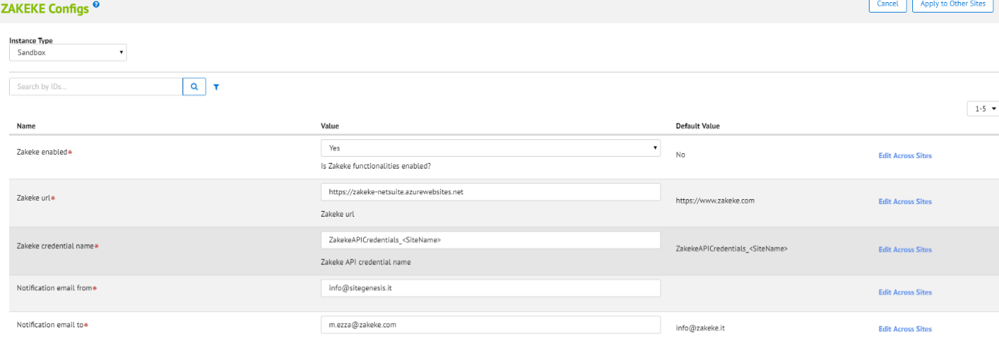 ZAKEKE Configs ?
Cancel Apply to Other Sites
Instance Type
Sandbox
Search by IDs...
1-5
Name Value Default Value
Zakeke enabled* Yes No Edit Across Sites
Is Zakeke functionalities enabled?
Zakeke url* https://zakeke-netsuite.azurewebsites.net https://www.zakeke.com Edit Across Sites
Zakeke url
Zakeke credential name* ZakekeAPICredentials_<SiteName> ZakekeAPICredentials_<SiteName> Edit Across Sites
Zakeke API credential name
Notification email from* info@sitegenesis.it Edit Across Sites
Notification email to* m.ezza@zakeke.com info@zakeke.it Edit Across Sites